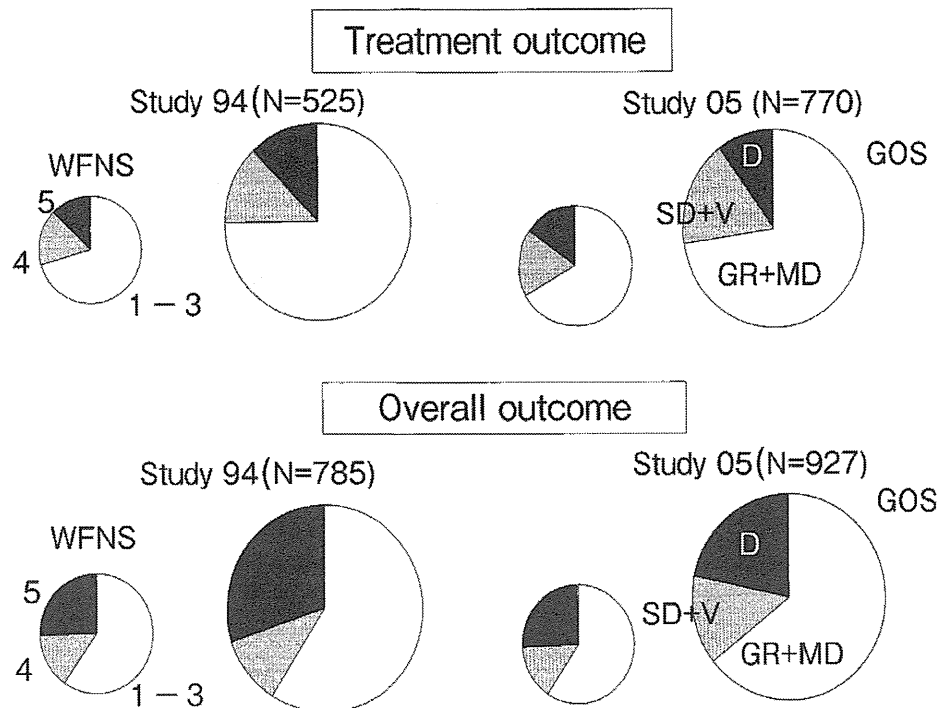 Treatment outcome
Study 94(N=525)
Study 05 (N=770)
WFNS
GOS
5
4
1 – 3
D
SD+V
GR+MD
Overall outcome
Study 94(N=785)
Study 05(N=927)
WFNS
GOS
5
4
1 – 3
D
SD+V
GR+MD